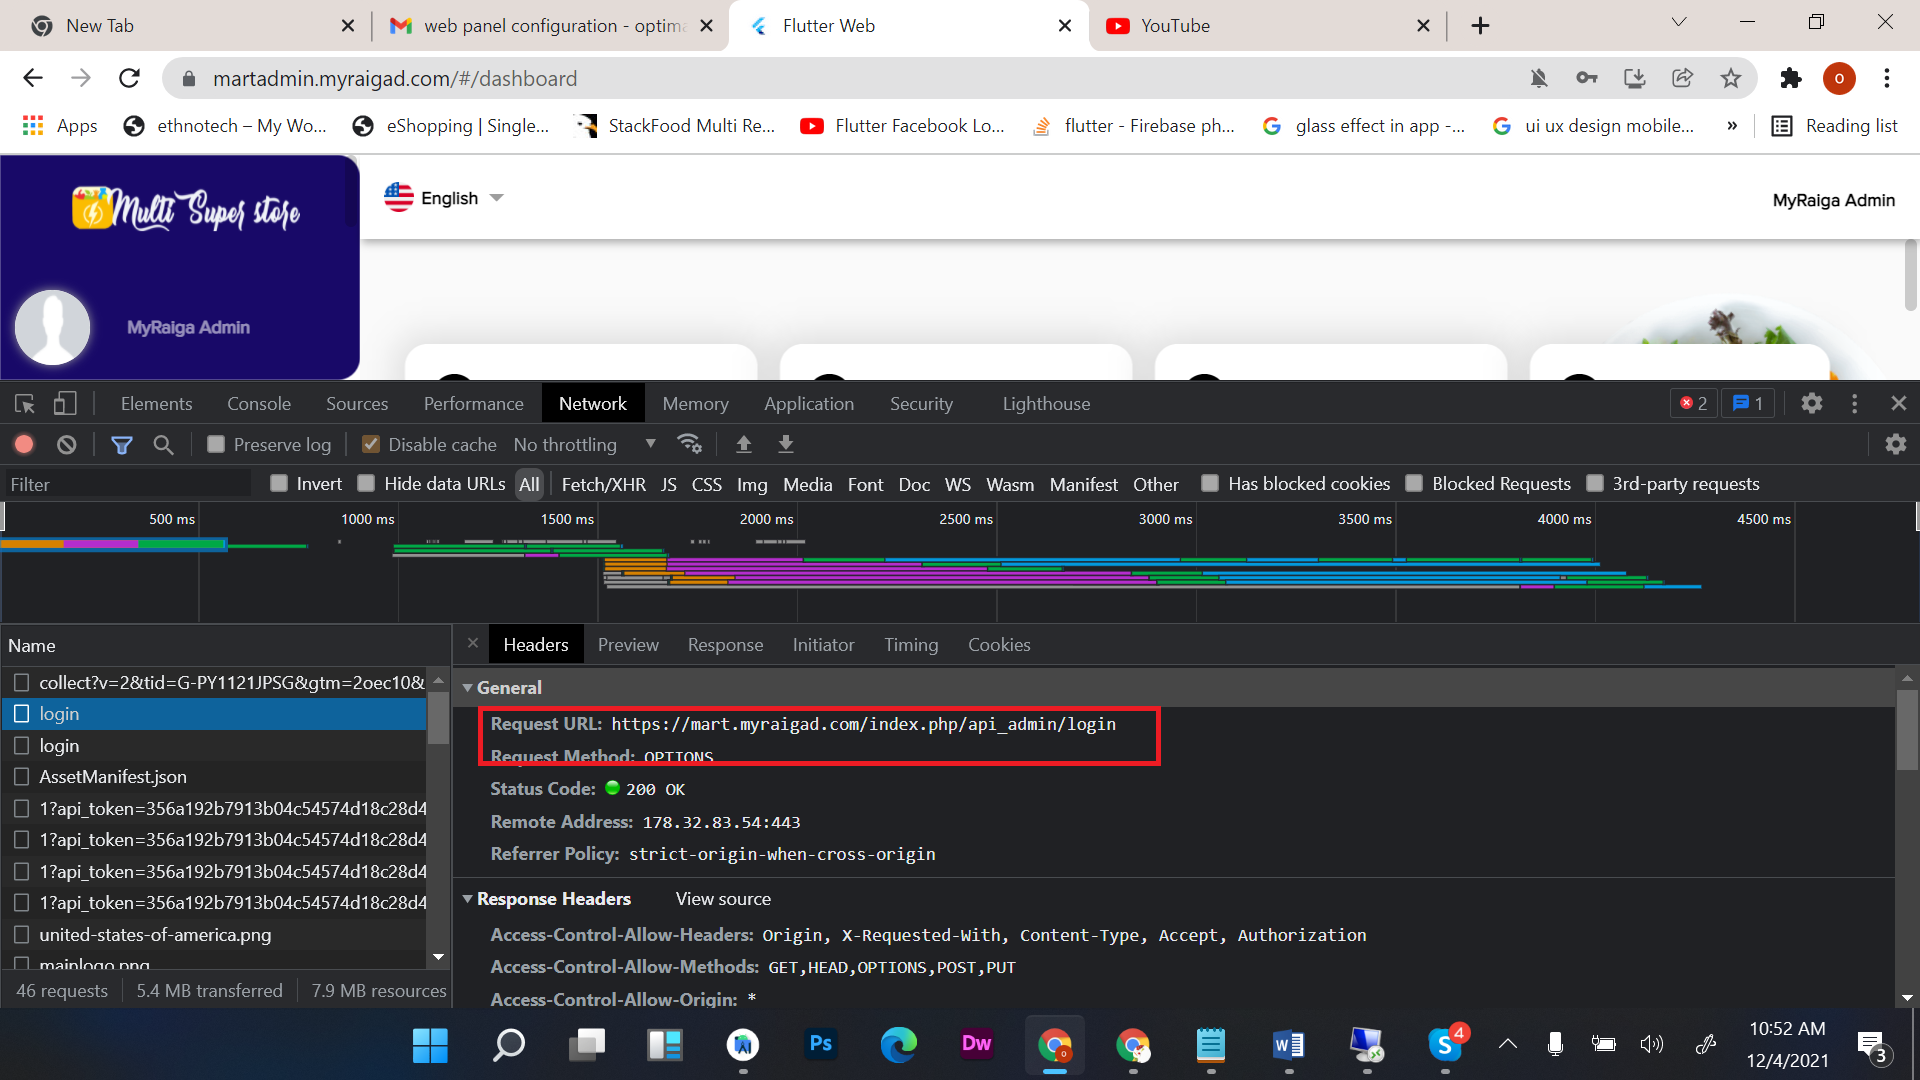 New Tab
web panel configuration - optima
Flutter Web
YouTube
martadmin.myraigad.com/#/dashboard
o
Apps
ethnotech – My Wo...
eShopping | Single...
StackFood Multi Re...
Flutter Facebook Lo...
flutter - Firebase ph...
glass effect in app -...
ui ux design mobile...
»
Reading list
Multi Super store
English
MyRaiga Admin
MyRaiga Admin
Elements
Console
Sources
Performance
Network
Memory
Application
Security
Lighthouse
2
1
Preserve log
Disable cache
No throttling
Filter
Invert
Hide data URLs
All
Fetch/XHR
JS
CSS
Img
Media
Font
Doc
WS
Wasm
Manifest
Other
Has blocked cookies
Blocked Requests
3rd-party requests
500 ms
1000 ms
1500 ms
2000 ms
2500 ms
3000 ms
3500 ms
4000 ms
4500 ms
Name
collect?v=2&tid=G-PY1121JPSG&gtm=2oec10&
login
login
AssetManifest.json
1?api_token=356a192b7913b04c54574d18c28d4
1?api_token=356a192b7913b04c54574d18c28d4
1?api_token=356a192b7913b04c54574d18c28d4
1?api_token=356a192b7913b04c54574d18c28d4
united-states-of-america.png
mainlogo.png
46 requests
5.4 MB transferred
7.9 MB resources
Headers
Preview
Response
Initiator
Timing
Cookies
General
Request URL: https://mart.myraigad.com/index.php/api_admin/login
Request Method: OPTIONS
Status Code: 200 OK
Remote Address: 178.32.83.54:443
Referrer Policy: strict-origin-when-cross-origin
Response Headers
View source
Access-Control-Allow-Headers: Origin, X-Requested-With, Content-Type, Accept, Authorization
Access-Control-Allow-Methods: GET,HEAD,OPTIONS,POST,PUT
Access-Control-Allow-Origin: *
Ps
Dw
o
W
S
4
10:52 AM
12/4/2021
3